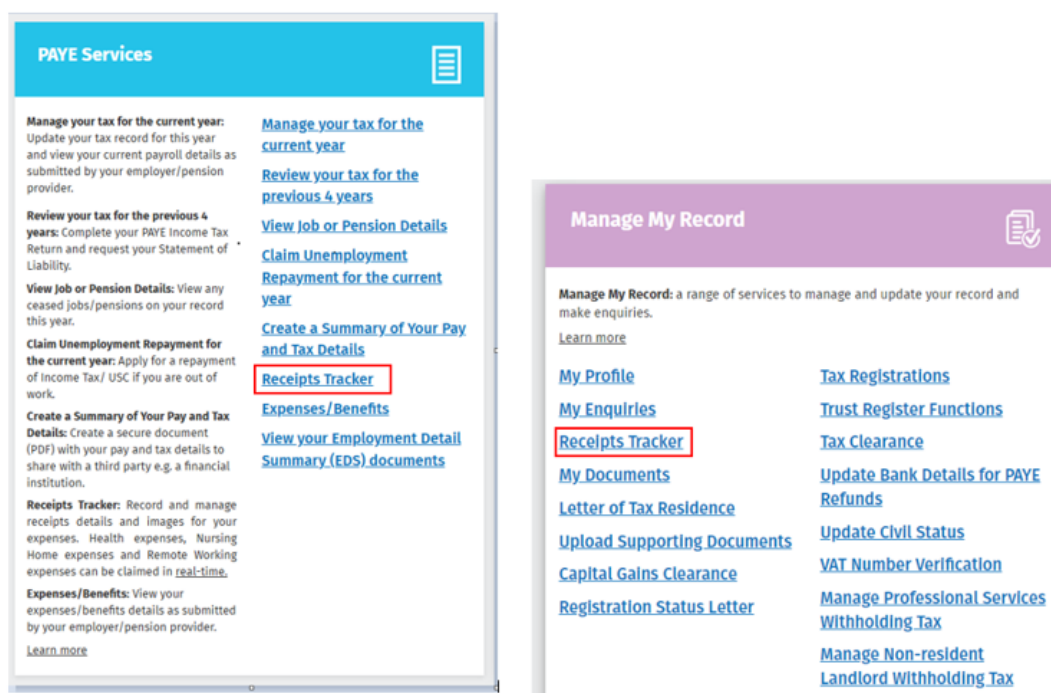 PAYE Services
Manage your tax for the current year:
Update your tax record for this year
and view your current payroll details as
submitted by your employer/pension
provider.
Review your tax for the previous 4
years: Complete your PAYE Income Tax
Return and request your Statement of
Liability.
View Job or Pension Details: View any
ceased jobs/pensions on your record
this year.
Claim Unemployment Repayment for
the current year: Apply for a repayment
of Income Tax/ USC if you are out of
work.
Create a Summary of Your Pay and Tax
Details: Create a secure document
(PDF) with your pay and tax details to
share with a third party e.g. a financial
institution.
Receipts Tracker: Record and manage
receipts details and images for your
expenses. Health expenses, Nursing
Home expenses and Remote Working
expenses can be claimed in real-time.
Expenses/Benefits: View your
expenses/benefits details as submitted
by your employer/pension provider.
Learn more
Manage your tax for the
current year
Review your tax for the
previous 4 years
View Job or Pension Details
Claim Unemployment
Repayment for the current
year
Create a Summary of Your Pay
and Tax Details
Receipts Tracker
Expenses/Benefits
View your Employment Detail
Summary (EDS) documents
Manage My Record
Manage My Record: a range of services to manage and update your record and
make enquiries.
Learn more
My Profile
My Enquiries
Receipts Tracker
My Documents
Letter of Tax Residence
Upload Supporting Documents
Capital Gains Clearance
Registration Status Letter
Tax Registrations
Trust Register Functions
Tax Clearance
Update Bank Details for PAYE
Refunds
Update Civil Status
VAT Number Verification
Manage Professional Services
Withholding Tax
Manage Non-resident
Landlord Withholding Tax